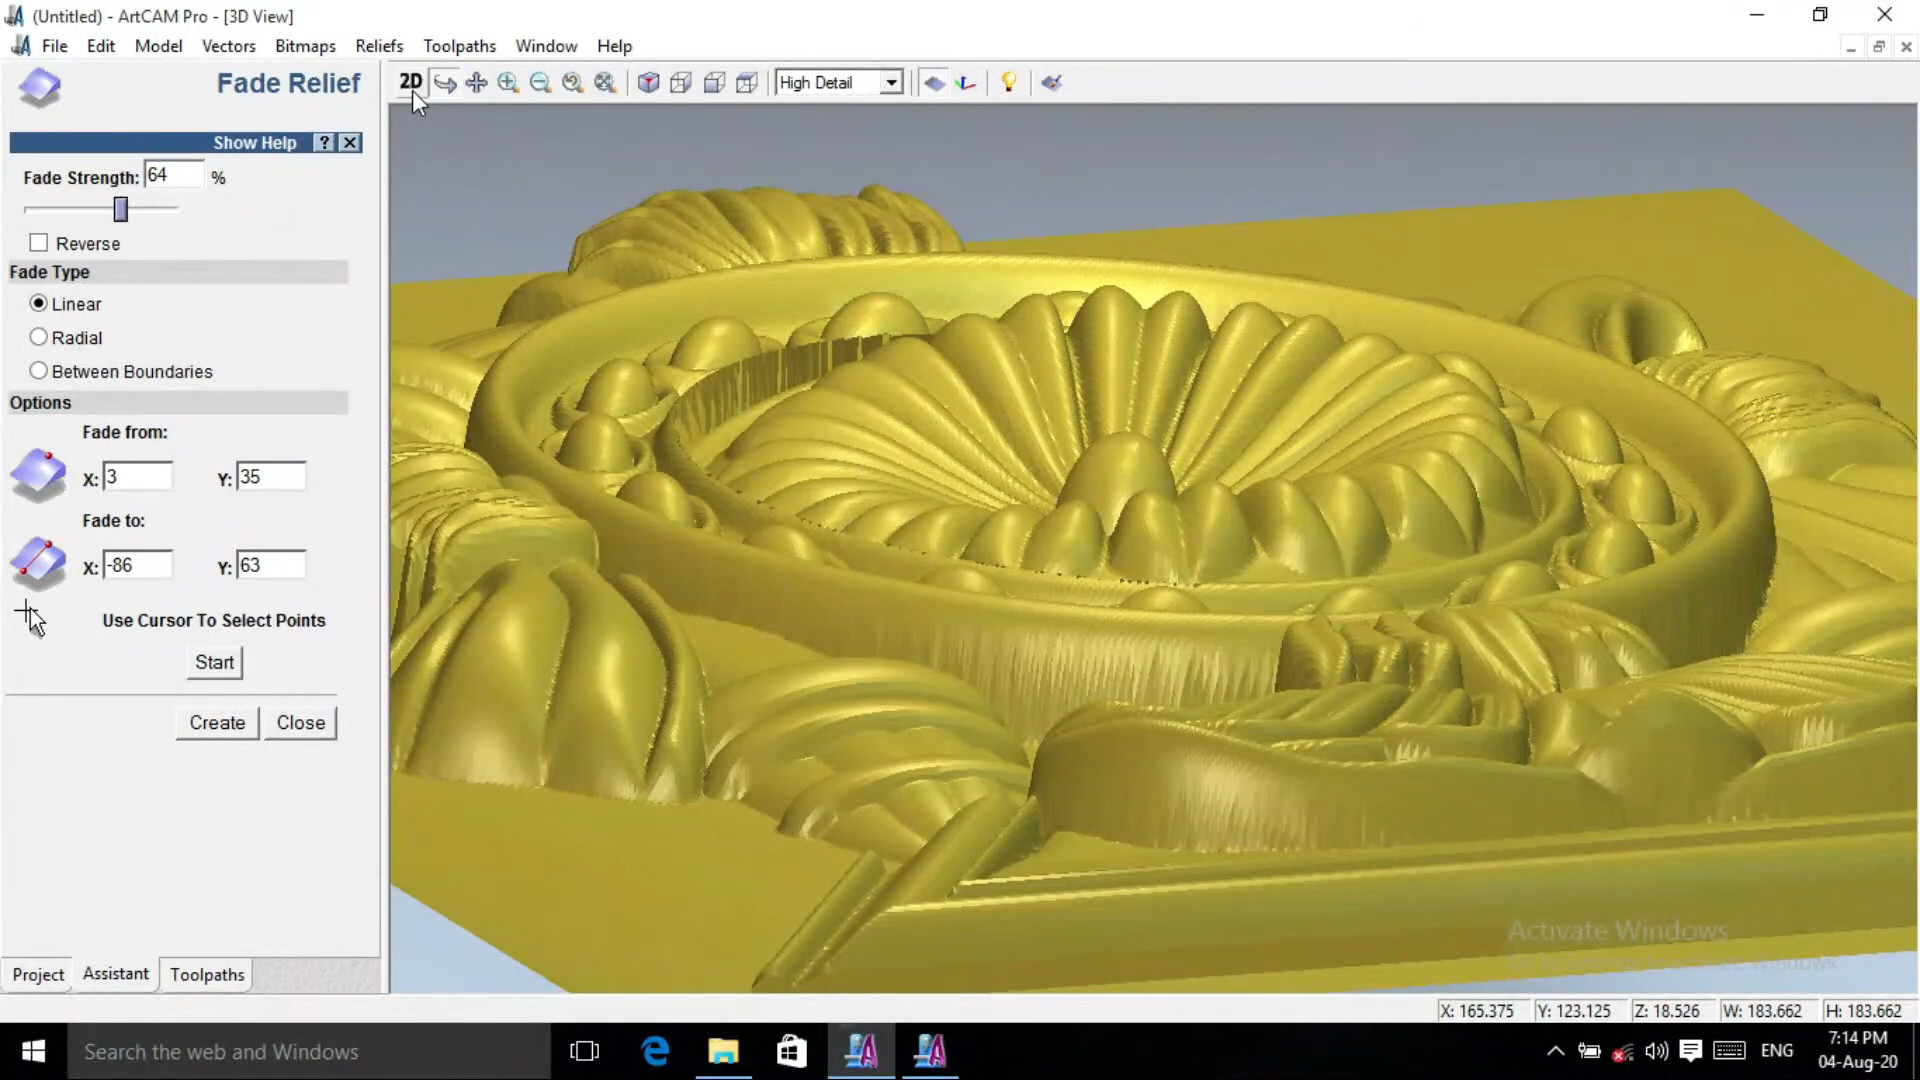 (Untitled) - ArtCAM Pro - [3D View]
File Edit Model Vectors Bitmaps Reliefs Toolpaths Window Help
Fade Relief
2D
High Detail
Show Help ?
Fade Strength: 64 %
Reverse
Fade Type
Linear
Radial
Between Boundaries
Options
Fade from:
X: 3 Y: 35
Fade to:
X: -86 Y: 63
Use Cursor To Select Points
Start
Create Close
Activate Windows
Project Assistant Toolpaths
X: 165.375 Y: 123.125 Z: 18.526 W: 183.662 H: 183.662
Search the web and Windows
ENG
7:14 PM
04-Aug-20